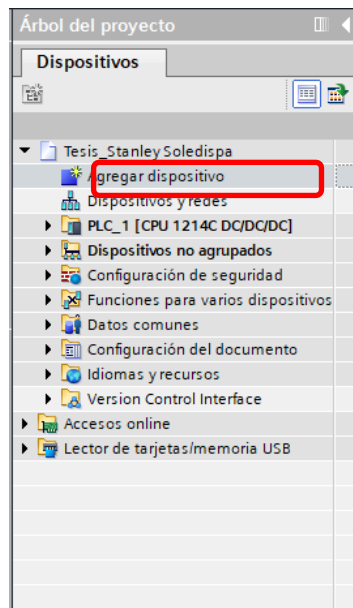 Árbol del proyecto
Dispositivos
Tesis_Stanley Soledispa
Agregar dispositivo
Dispositivos y redes
PLC_1 [CPU 1214C DC/DC/DC]
Dispositivos no agrupados
Configuración de seguridad
Funciones para varios dispositivos
Datos comunes
Configuración del documento
Idiomas y recursos
Version Control Interface
Accesos online
Lector de tarjetas/memoria USB